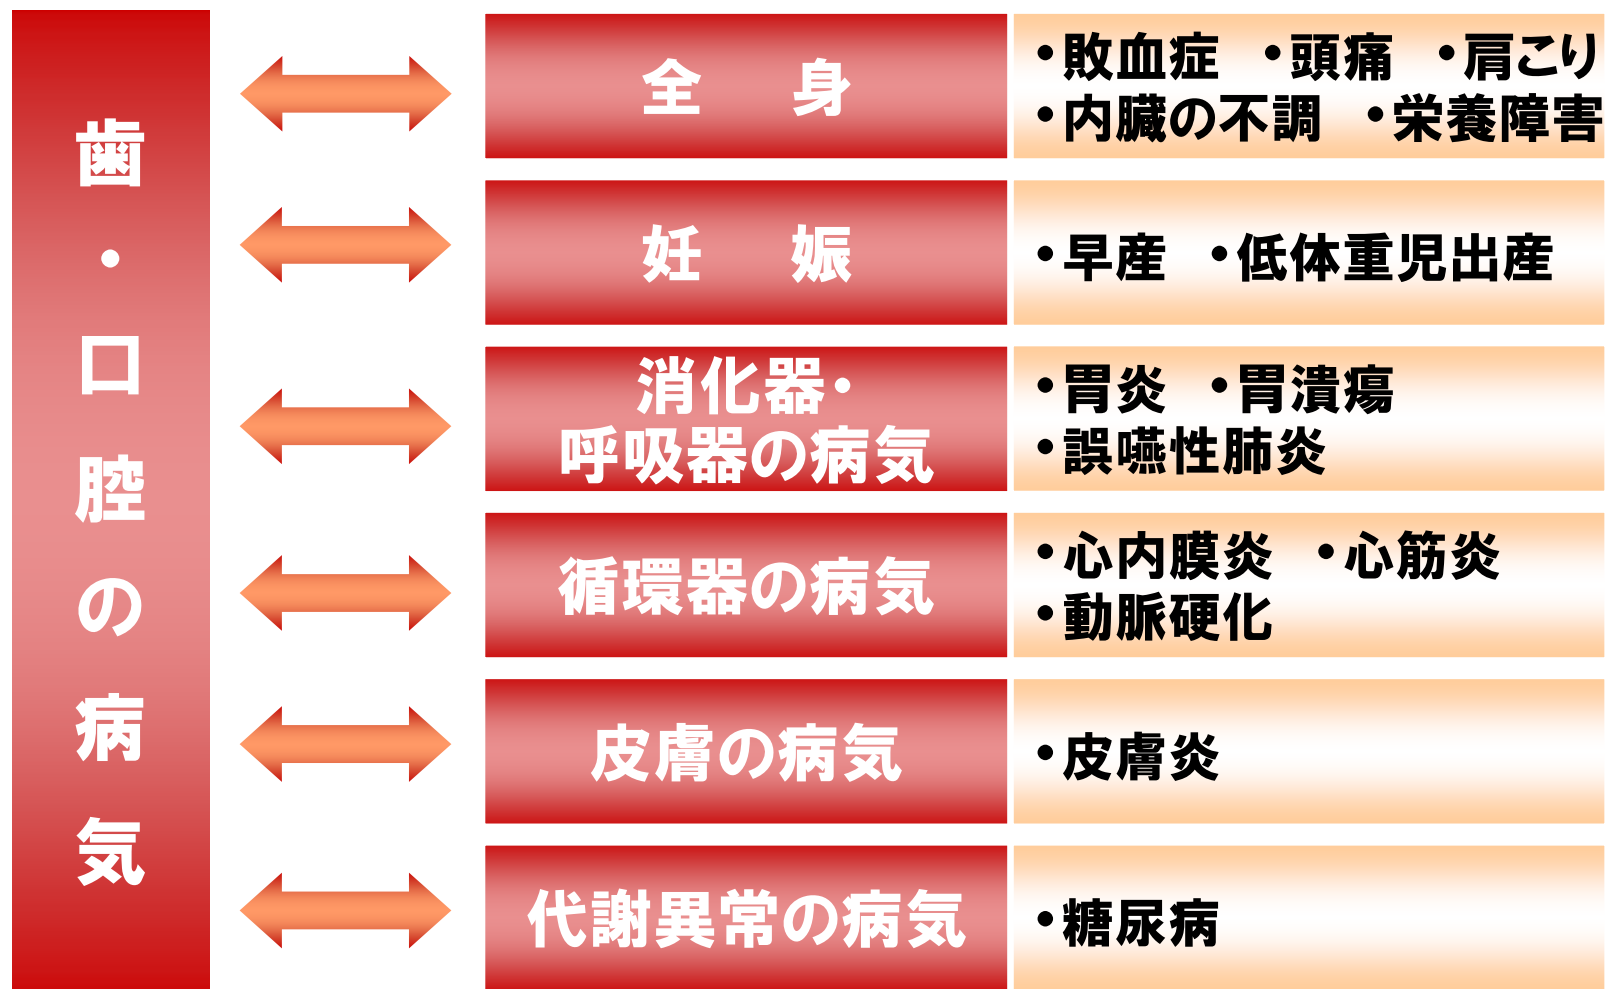 歯・口腔の病気
全　身
・敗血症 ・頭痛 ・肩こり
・内臓の不調 ・栄養障害
妊　娠
・早産 ・低体重児出産
消化器・
呼吸器の病気
・胃炎 ・胃潰瘍
・誤嚥性肺炎
循環器の病気
・心内膜炎 ・心筋炎
・動脈硬化
皮膚の病気
・皮膚炎
代謝異常の病気
・糖尿病